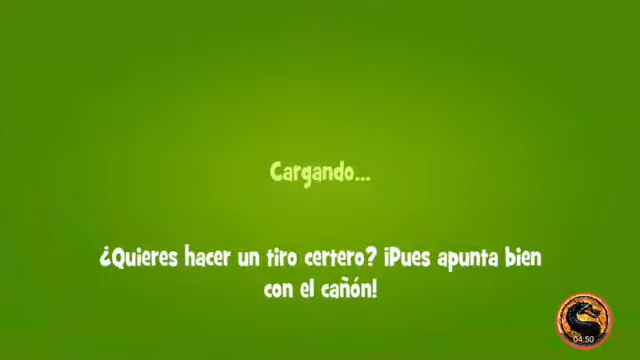 Cargando...
¿Quieres hacer un tiro certero? ¡Pues apunta bien
con el cañón!
04:50